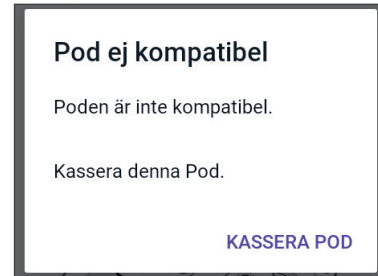 Pod ej kompatibel
Poden är inte kompatibel.
Kassera denna Pod.
KASSERA POD